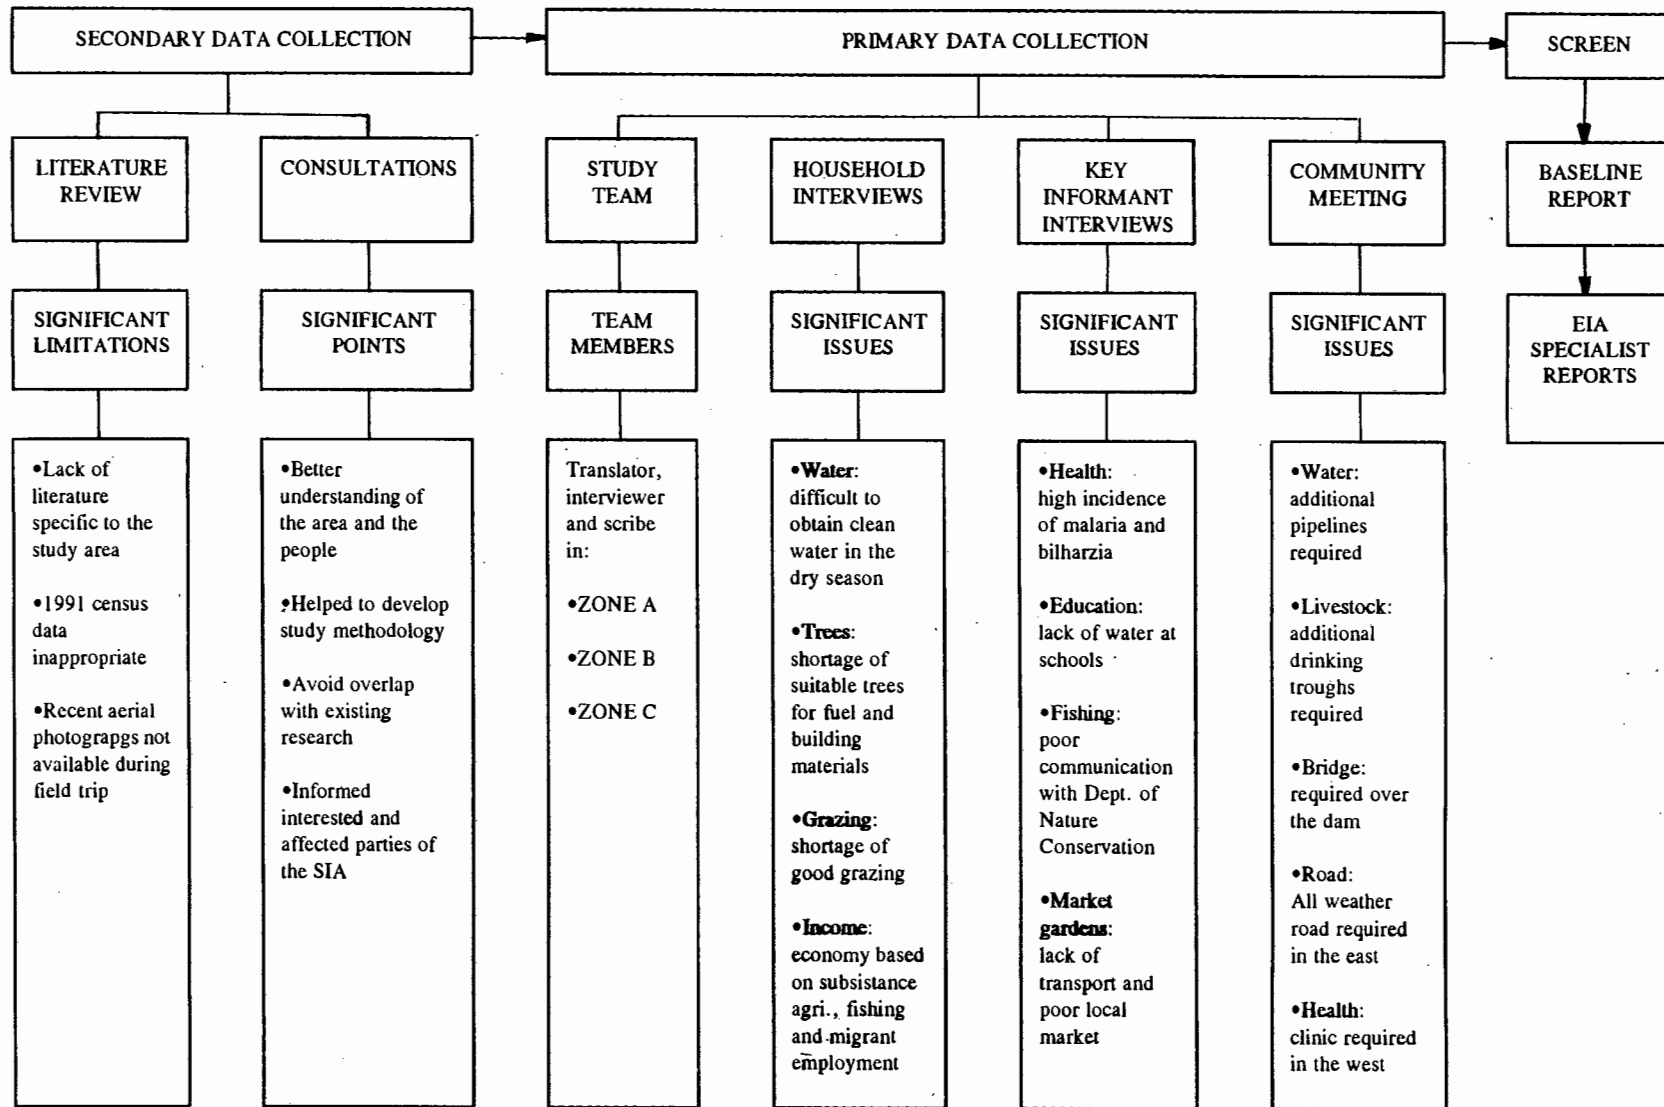 SECONDARY DATA COLLECTION
PRIMARY DATA COLLECTION
SCREEN
LITERATURE
REVIEW
CONSULTATIONS
STUDY
TEAM
HOUSEHOLD
INTERVIEWS
KEY
INFORMANT
INTERVIEWS
COMMUNITY
MEETING
BASELINE
REPORT
SIGNIFICANT
LIMITATIONS
SIGNIFICANT
POINTS
TEAM
MEMBERS
SIGNIFICANT
ISSUES
SIGNIFICANT
ISSUES
SIGNIFICANT
ISSUES
EIA
SPECIALIST
REPORTS
•Lack of
literature
specific to the
study area
•1991 census
data
inappropriate
•Recent aerial
photograpgs not
available during
field trip
•Better
understanding of
the area and the
people
•Helped to develop
study methodology
•Avoid overlap
with existing
research
•Informed
interested and
affected parties of
the SIA
Translator,
interviewer
and scribe
in:
•ZONE A
•ZONE B
•ZONE C
•Water:
difficult to
obtain clean
water in the
dry season
•Trees:
shortage of
suitable trees
for fuel and
building
materials
•Grazing:
shortage of
good grazing
•Income:
economy based
on subsistance
agri., fishing
and migrant
employment
•Health:
high incidence
of malaria and
bilharzia
•Education:
lack of water at
schools
•Fishing:
poor
communication
with Dept. of
Nature
Conservation
•Market
gardens:
lack of
transport and
poor local
market
•Water:
additional
pipelines
required
•Livestock:
additional
drinking
troughs
required
•Bridge:
required over
the dam
•Road:
All weather
road required
in the east
•Health:
clinic required
in the west